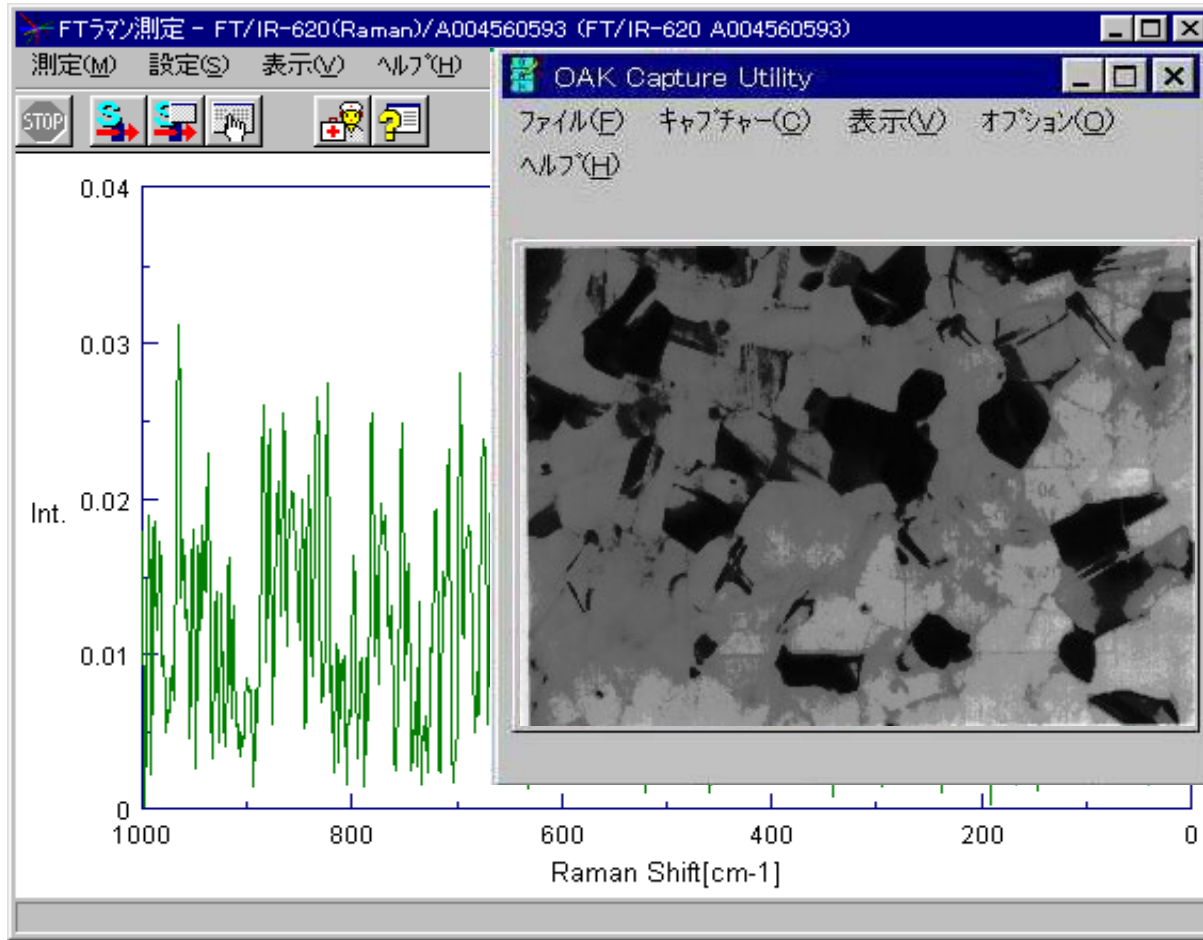 FTラマン測定 - FT/IR-620(Raman)/A004560593 (FT/IR-620 A004560593)
測定(M) 設定(S) 表示(V) ヘルプ(H)
STOP
OAK Capture Utility
ファイル(F) キャプチャー(C) 表示(V) オプション(O)
ヘルプ(H)
0.04
0.03
0.02
Int.
0.01
0
1000 800 600 400 200 0
Raman Shift[cm-1]